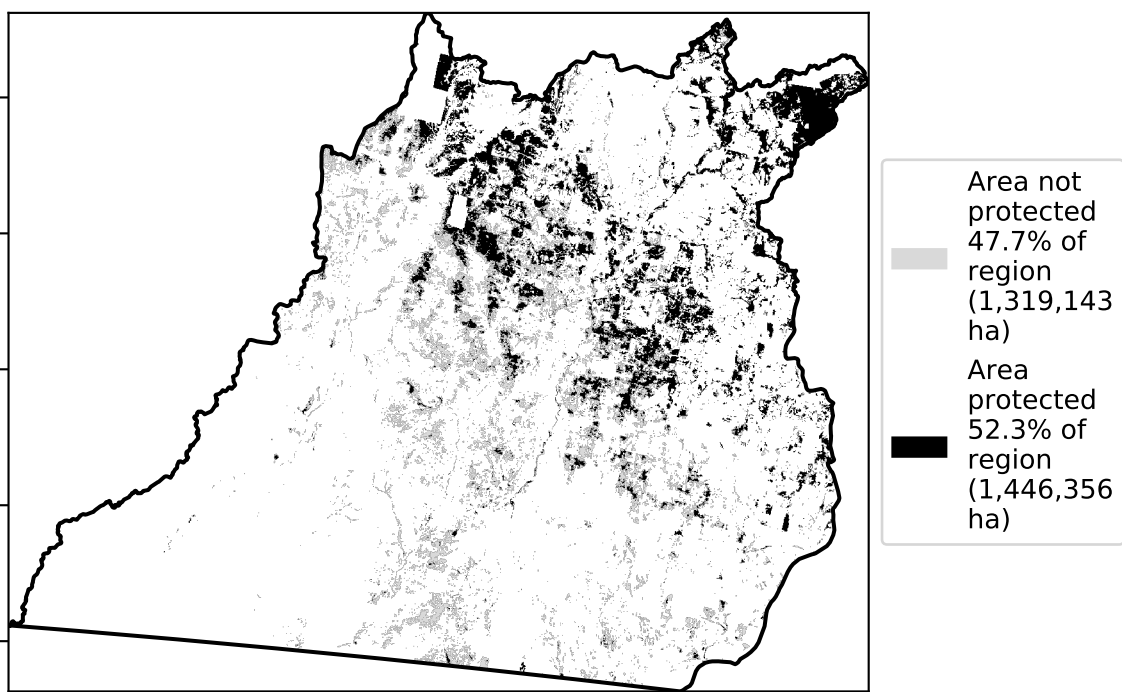 Area not
protected
47.7% of
region
(1,319,143
ha)
Area
protected
52.3% of
region
(1,446,356
ha)